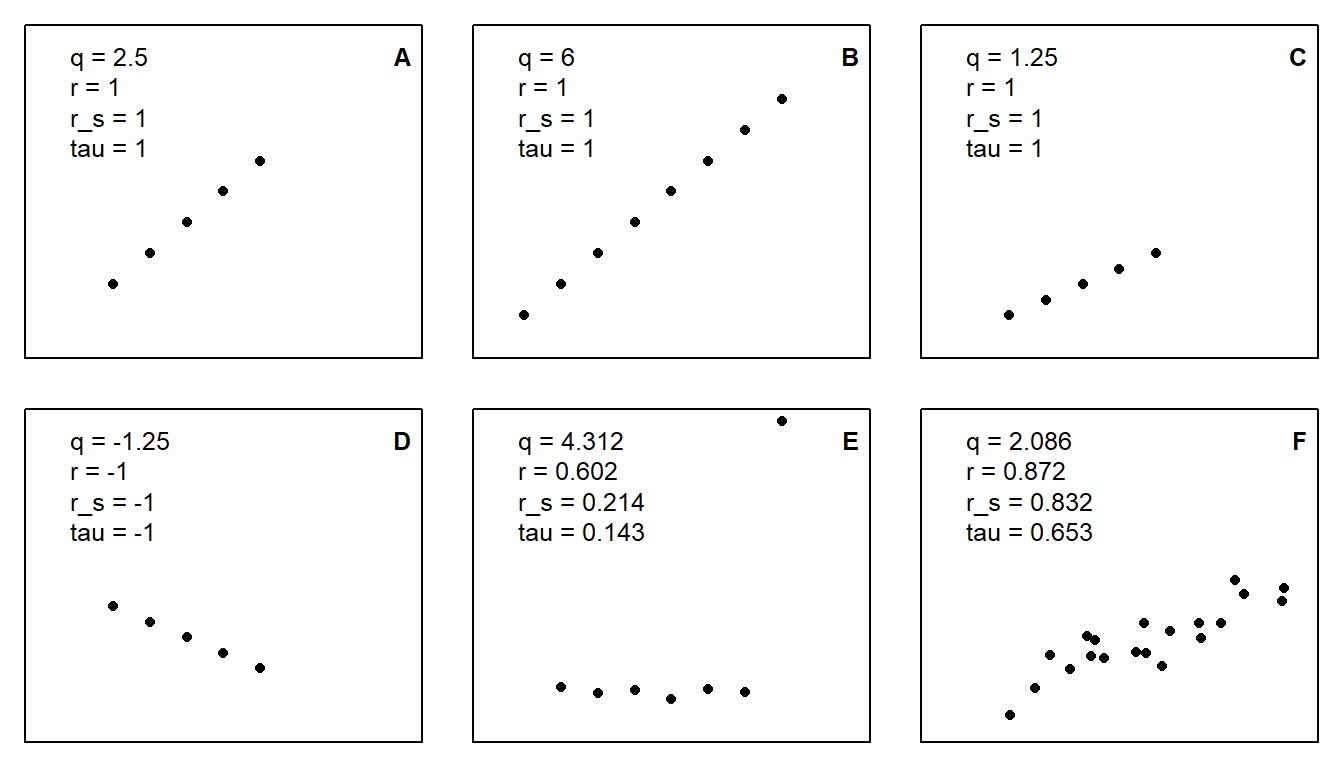 q = 2.5
r = 1
r_s = 1
tau = 1
A
q = 6
r = 1
r_s = 1
tau = 1
B
q = 1.25
r = 1
r_s = 1
tau = 1
C
q = -1.25
r = -1
r_s = -1
tau = -1
D
q = 4.312
r = 0.602
r_s = 0.214
tau = 0.143
E
q = 2.086
r = 0.872
r_s = 0.832
tau = 0.653
F